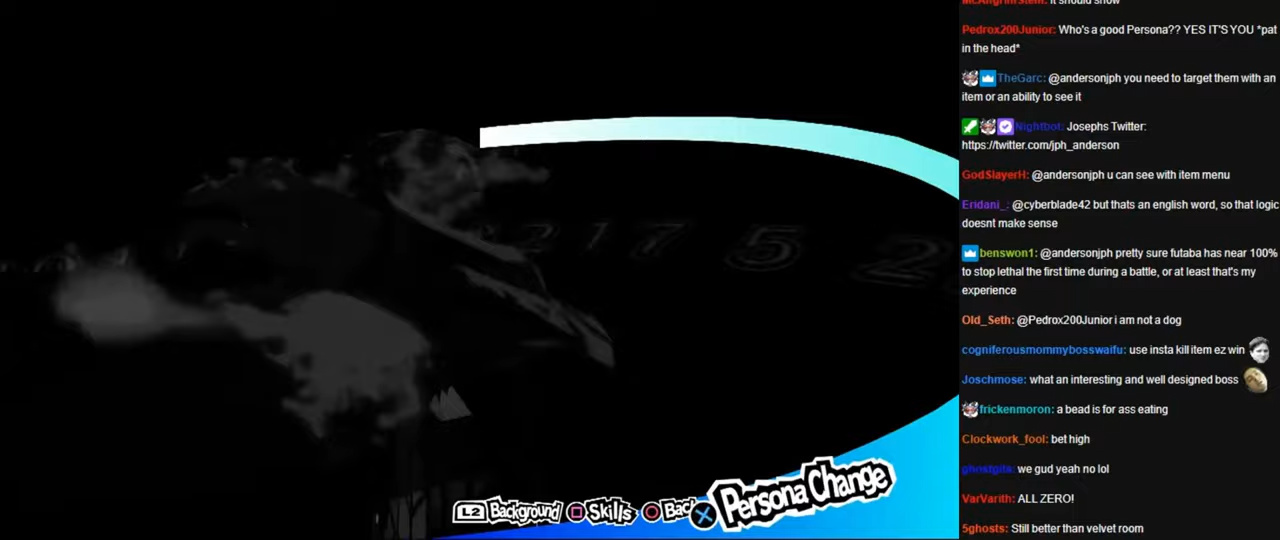 McAngrimStein: it should show
Pedrox200Junior: Who's a good Persona?? YES IT'S YOU *pat
in the head*
TheGarc: @andersonjph you need to target them with an
item or an ability to see it
Nightbot: Josephs Twitter:
https://twitter.com/jph_anderson
GodSlayerH: @andersonjph u can see with item menu
Eridani_: @cyberblade42 but thats an english word, so that logic
doesnt make sense
benswon1: @andersonjph pretty sure futaba has near 100%
to stop lethal the first time during a battle, or at least that's my
experience
Old_Seth: @Pedrox200Junior i am not a dog
cogniferousmommybosswaifu: use insta kill item ez win
Joschmose: what an interesting and well designed boss
frickenmoron: a bead is for ass eating
Clockwork_fool: bet high
we gud yeah no lol
VarVarith: ALL ZERO!
5ghosts: Still better than velvet room
2 1 7 5 2
L2 Background Skills Back Persona Change